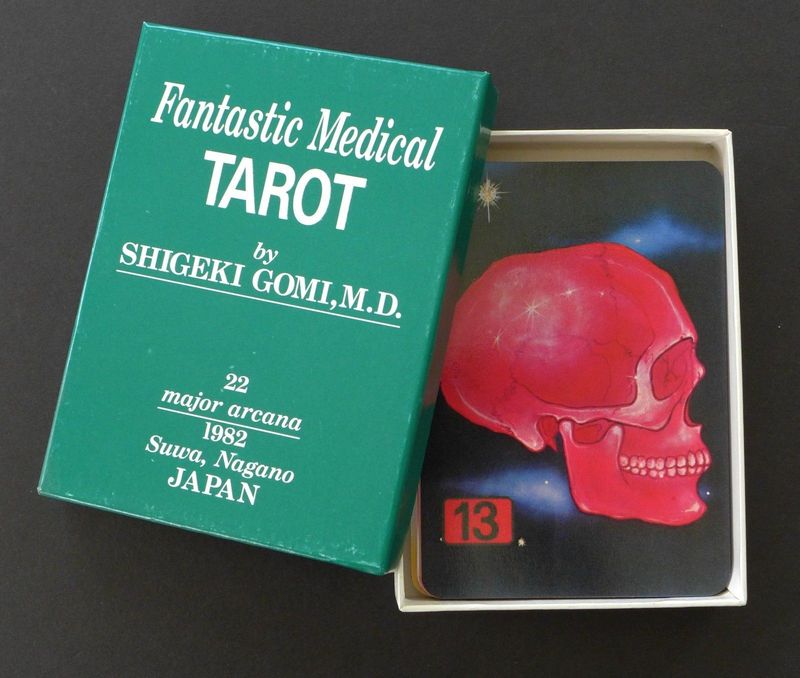 Fantastic Medical
TAROT
by
SHIGEKI GOMI, M.D.
22
major arcana
1982
Suwa, Nagano
JAPAN
13